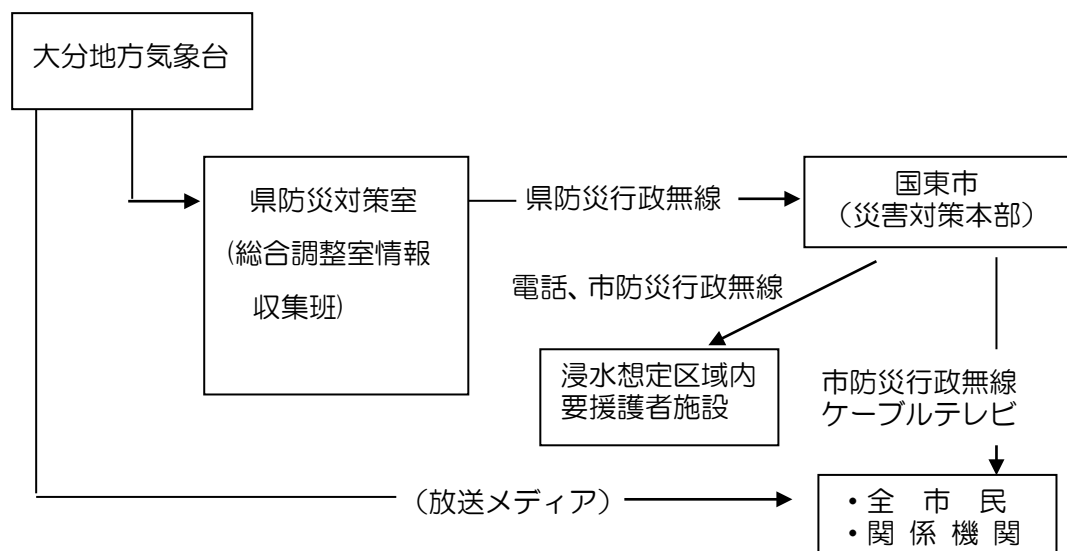 大分地方気象台
県防災対策室
(総合調整室情報
収集班)
県防災行政無線
国東市
（災害対策本部）
電話、市防災行政無線
浸水想定区域内
要援護者施設
市防災行政無線
ケーブルテレビ
（放送メディア）
・全 市 民
・関 係 機 関